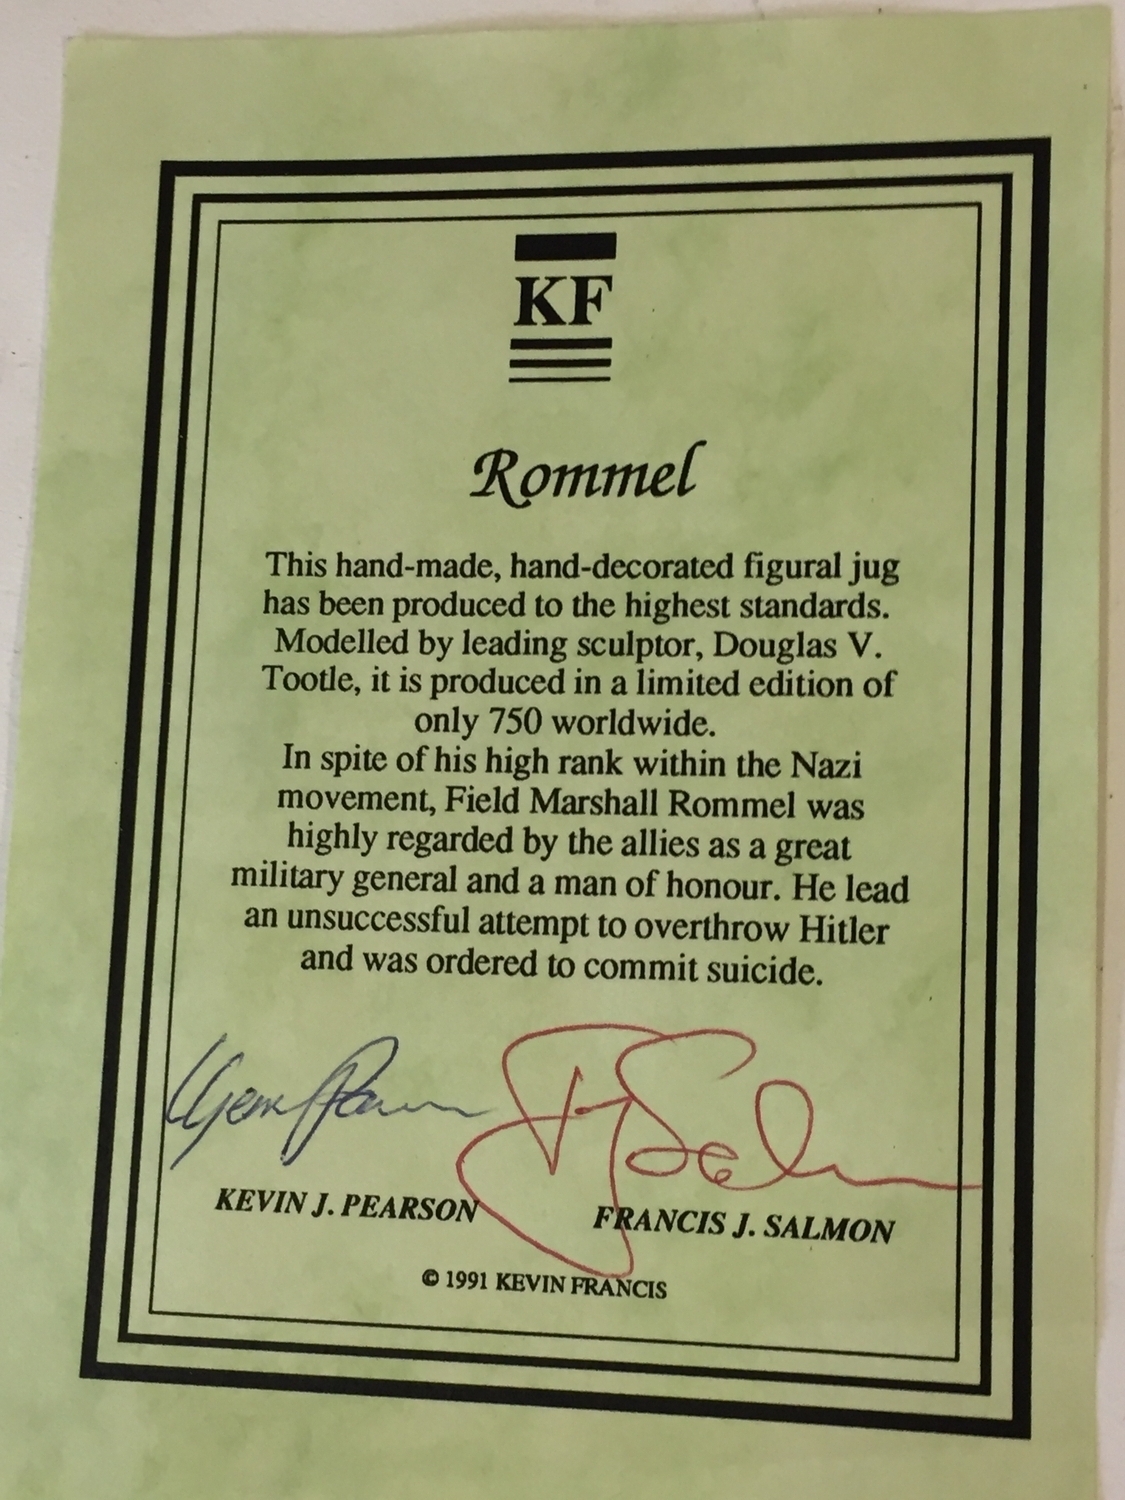 KF
Rommel
This hand-made, hand-decorated figural jug
has been produced to the highest standards.
Modelled by leading sculptor, Douglas V.
Tootle, it is produced in a limited edition of
only 750 worldwide.
In spite of his high rank within the Nazi
movement, Field Marshall Rommel was
highly regarded by the allies as a great
military general and a man of honour. He lead
an unsuccessful attempt to overthrow Hitler
and was ordered to commit suicide.
KEVIN J. PEARSON
FRANCIS J. SALMON
© 1991 KEVIN FRANCIS